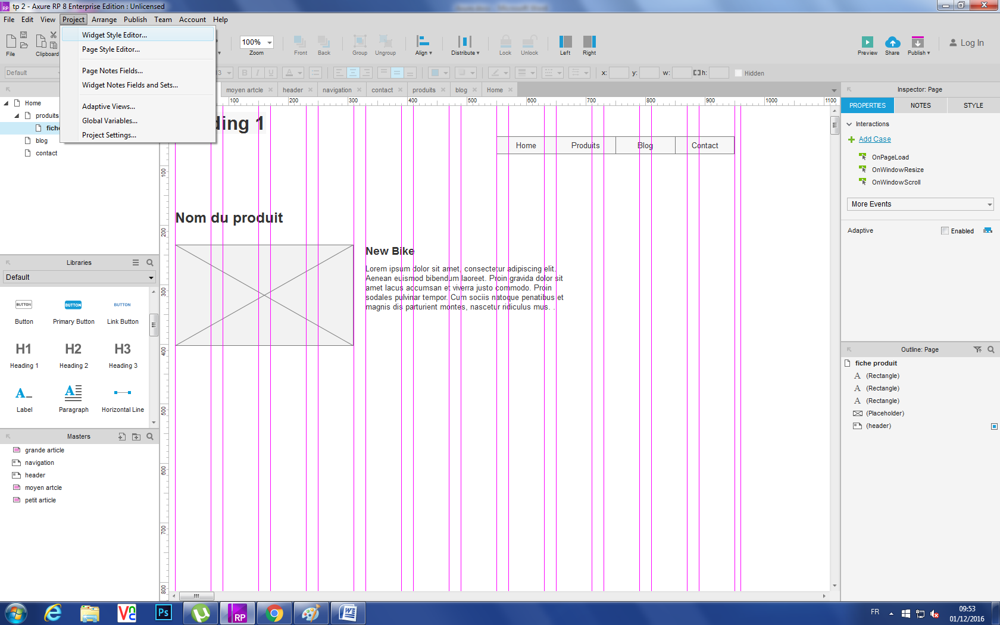 tp 2 - Axure RP 8 Enterprise Edition : Unlicensed
File Edit View Project Arrange Publish Team Account Help
Widget Style Editor...
Page Style Editor...
Page Notes Fields...
Widget Notes Fields and Sets...
Adaptive Views...
Global Variables...
Project Settings...
File Clipboard
100%
Zoom Front Back Group Ungroup Align Distribute Lock Unlock Left Right
Preview Share Publish Log In
Default
B I U A x: y: w: h: Hidden
moyen artcle header navigation contact produits blog Home
Home
produits
fiche
blog
contact
100 200 300 400 500 600 700 800 900 1000 1100
100
200
300
400
500
600
700
800
ding 1
Home Produits Blog Contact
Nom du produit
New Bike
Lorem ipsum dolor sit amet, consectetur adipiscing elit.
Aenean euismod bibendum laoreet. Proin gravida dolor sit
amet lacus accumsan et viverra justo commodo. Proin
sodales pulvinar tempor. Cum sociis natoque penatibus et
magnis dis parturient montes, nascetur ridiculus mus. .
Libraries
Default
BUTTON BUTTON BUTTON
Button Primary Button Link Button
H1 H2 H3
Heading 1 Heading 2 Heading 3
A A
Label Paragraph Horizontal Line
Masters
grande article
navigation
header
moyen artcle
petit article
Inspector: Page
PROPERTIES NOTES STYLE
Interactions
Add Case
OnPageLoad
OnWindowResize
OnWindowScroll
More Events
Adaptive Enabled
Outline: Page
fiche produit
A (Rectangle)
A (Rectangle)
A (Rectangle)
(Placeholder)
(header)
Ps RP W
FR
09:53
01/12/2016